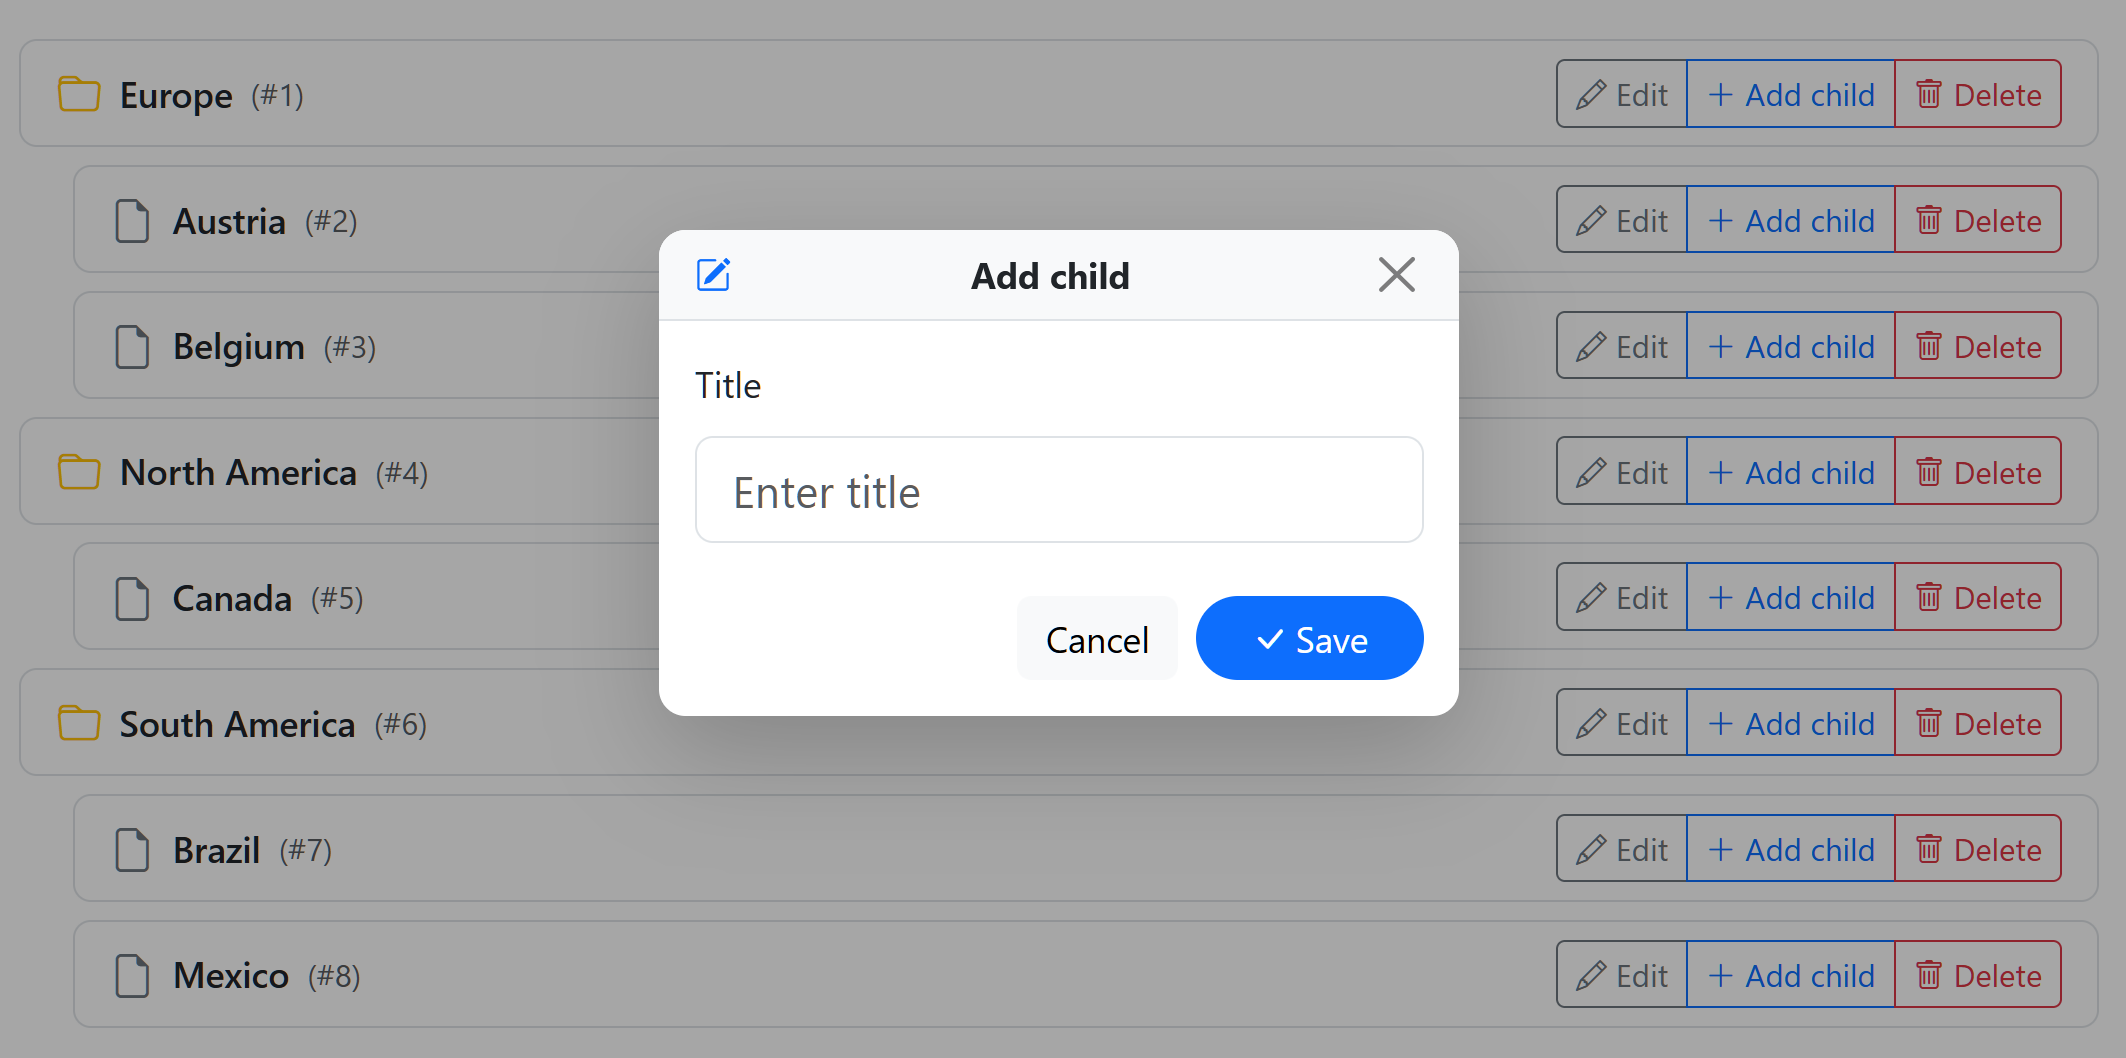 Europe (#1) Edit Add child Delete
Austria (#2) Edit Add child Delete
Belgium (#3) Edit Add child Delete
North America (#4) Edit Add child Delete
Canada (#5) Edit Add child Delete
South America (#6) Edit Add child Delete
Brazil (#7) Edit Add child Delete
Mexico (#8) Edit Add child Delete
Add child
Title
Enter title
Cancel Save